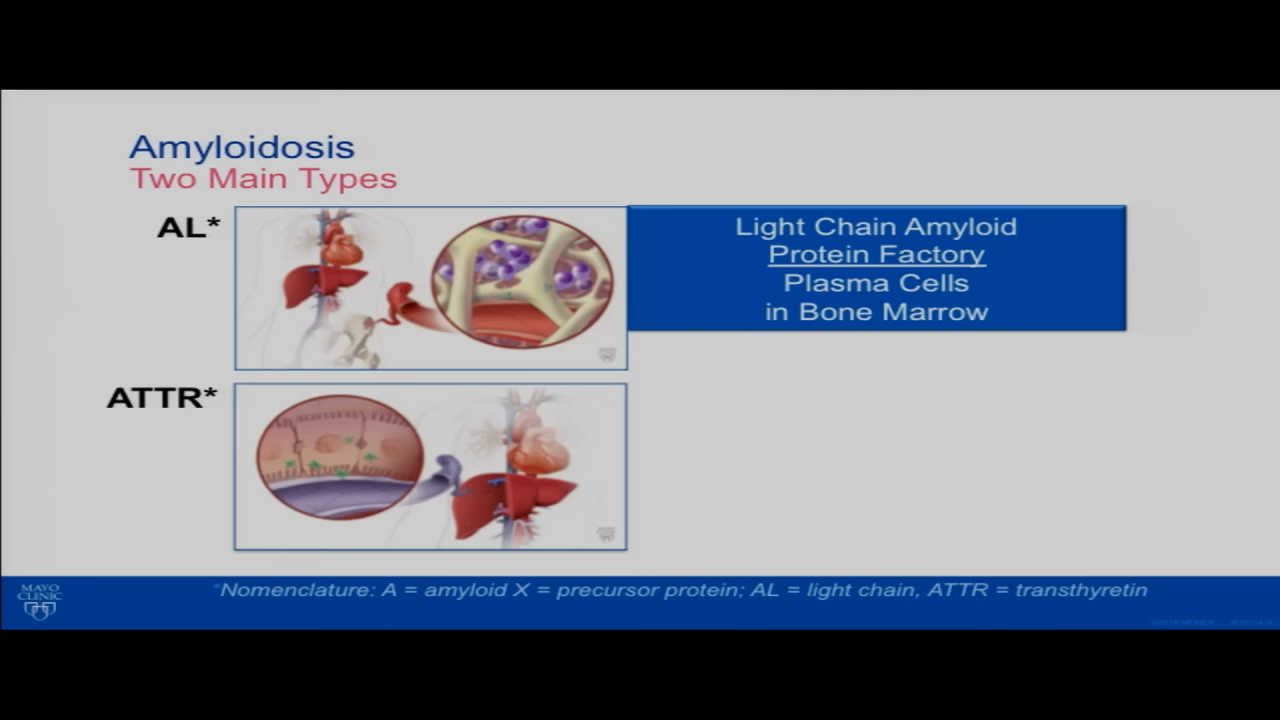 Amyloidosis
Two Main Types
AL*
Light Chain Amyloid
Protein Factory
Plasma Cells
in Bone Marrow
ATTR*
MAYO
CLINIC
*Nomenclature: A = amyloid X = precursor protein; AL = light chain, ATTR = transthyretin